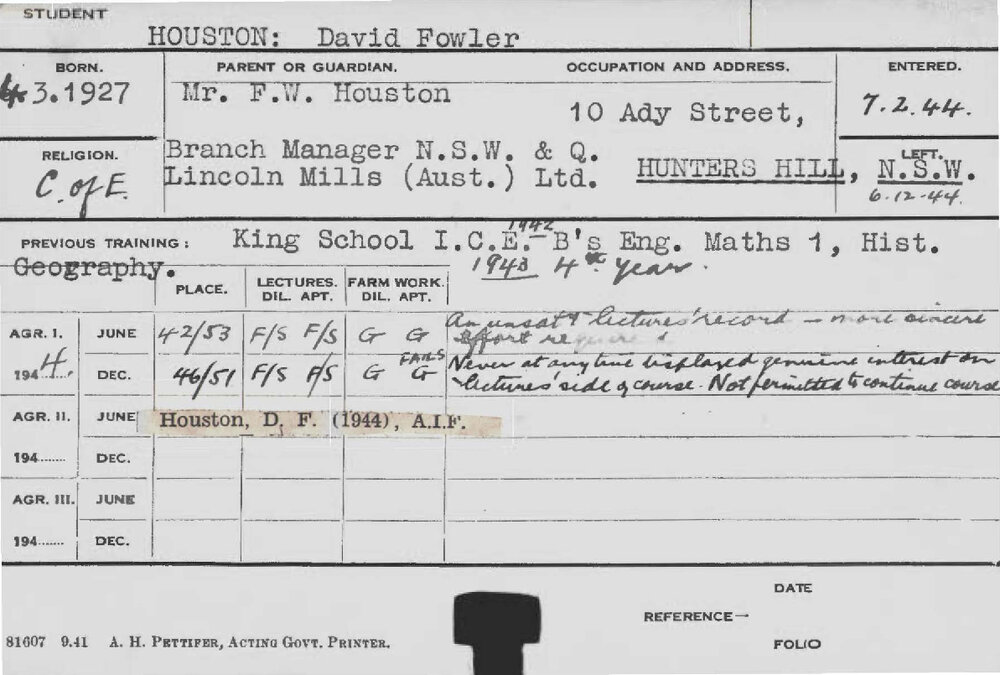 STUDENT
HOUSTON: David Fowler
BORN. PARENT OR GUARDIAN. OCCUPATION AND ADDRESS. ENTERED.
4.3.1927 Mr. F.W. Houston 10 Ady Street, 7.2.44.
RELIGION. Branch Manager N.S.W. & Q. LEFT.
C. of E. Lincoln Mills (Aust.) Ltd. HUNTERS HILL, N.S.W.
6.12.44.
PREVIOUS TRAINING: King School I.C.E. 1942 - B's Eng. Maths 1, Hist.
Geography. 1943 4th Year.
PLACE. LECTURES. DIL. APT. FARM WORK. DIL. APT.
AGR. I. JUNE 42/53 F/S F/S G G An unsat lectures' record - more sincere
effort
1944 DEC. 46/51 F/S F/S G FAILS G Never at any time displayed genuine interest on
'lectures' side of course. Not permitted to continue course
AGR. II. JUNE Houston, D. F. (1944), A.I.F.
194....... DEC.
AGR. III. JUNE
194....... DEC.
DATE
REFERENCE—
81607 9.41 A. H. PETTIFER, ACTING GOVT. PRINTER. FOLIO